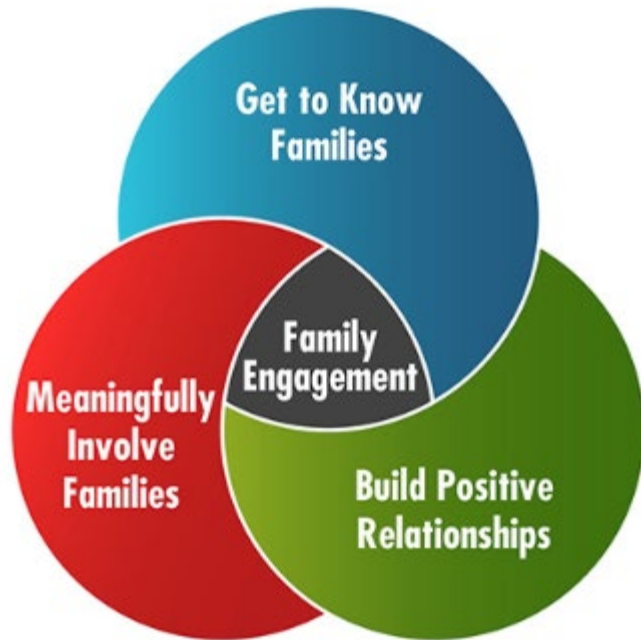 Get to Know
Families
Family
Engagement
Meaningfully
Involve
Families
Build Positive
Relationships